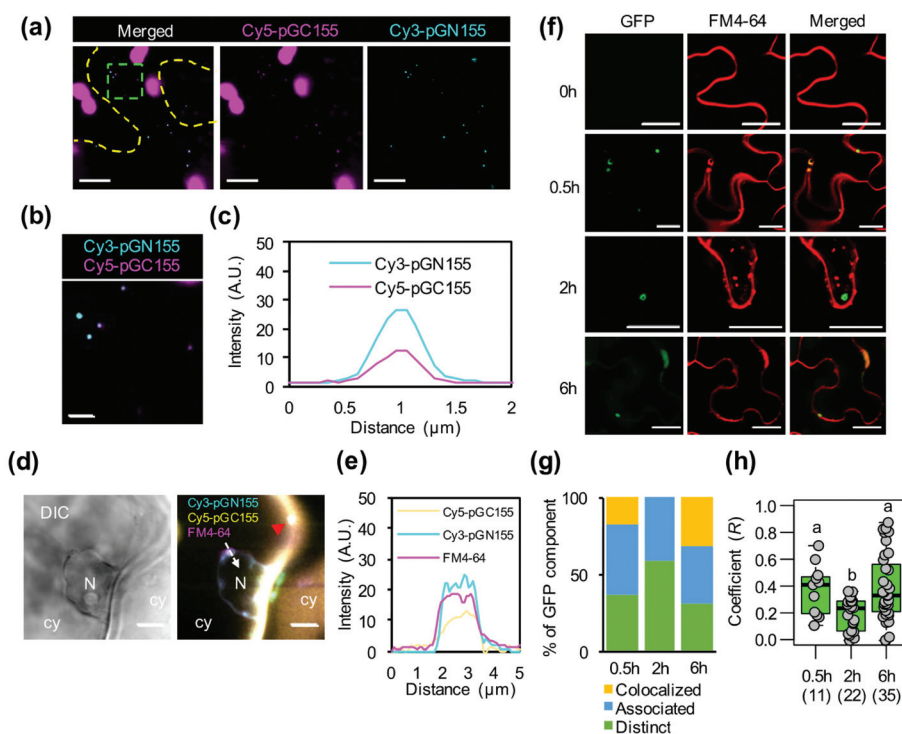 (a)
Merged Cy5-pGC155 Cy3-pGN155
(b)
Cy3-pGN155
Cy5-pGC155
(c)
50
40
30
20
10
0
Intensity (A.U.)
Cy3-pGN155
Cy5-pGC155
0 0.5 1 1.5 2
Distance (µm)
(d)
DIC
N
cy
cy
Cy3-pGN155
Cy5-pGC155
FM4-64
N
cy
cy
(e)
50
40
30
20
10
0
Intensity (A.U.)
Cy5-pGC155
Cy3-pGN155
FM4-64
0 1 2 3 4 5
Distance (µm)
(f)
GFP FM4-64 Merged
0h
0.5h
2h
6h
(g)
100
50
0
% of GFP component
0.5h 2h 6h
Colocalized
Associated
Distinct
(h)
1.0
0.8
0.6
0.4
0.2
0.0
Coefficient (R)
a
b
a
0.5h 2h 6h
(11) (22) (35)